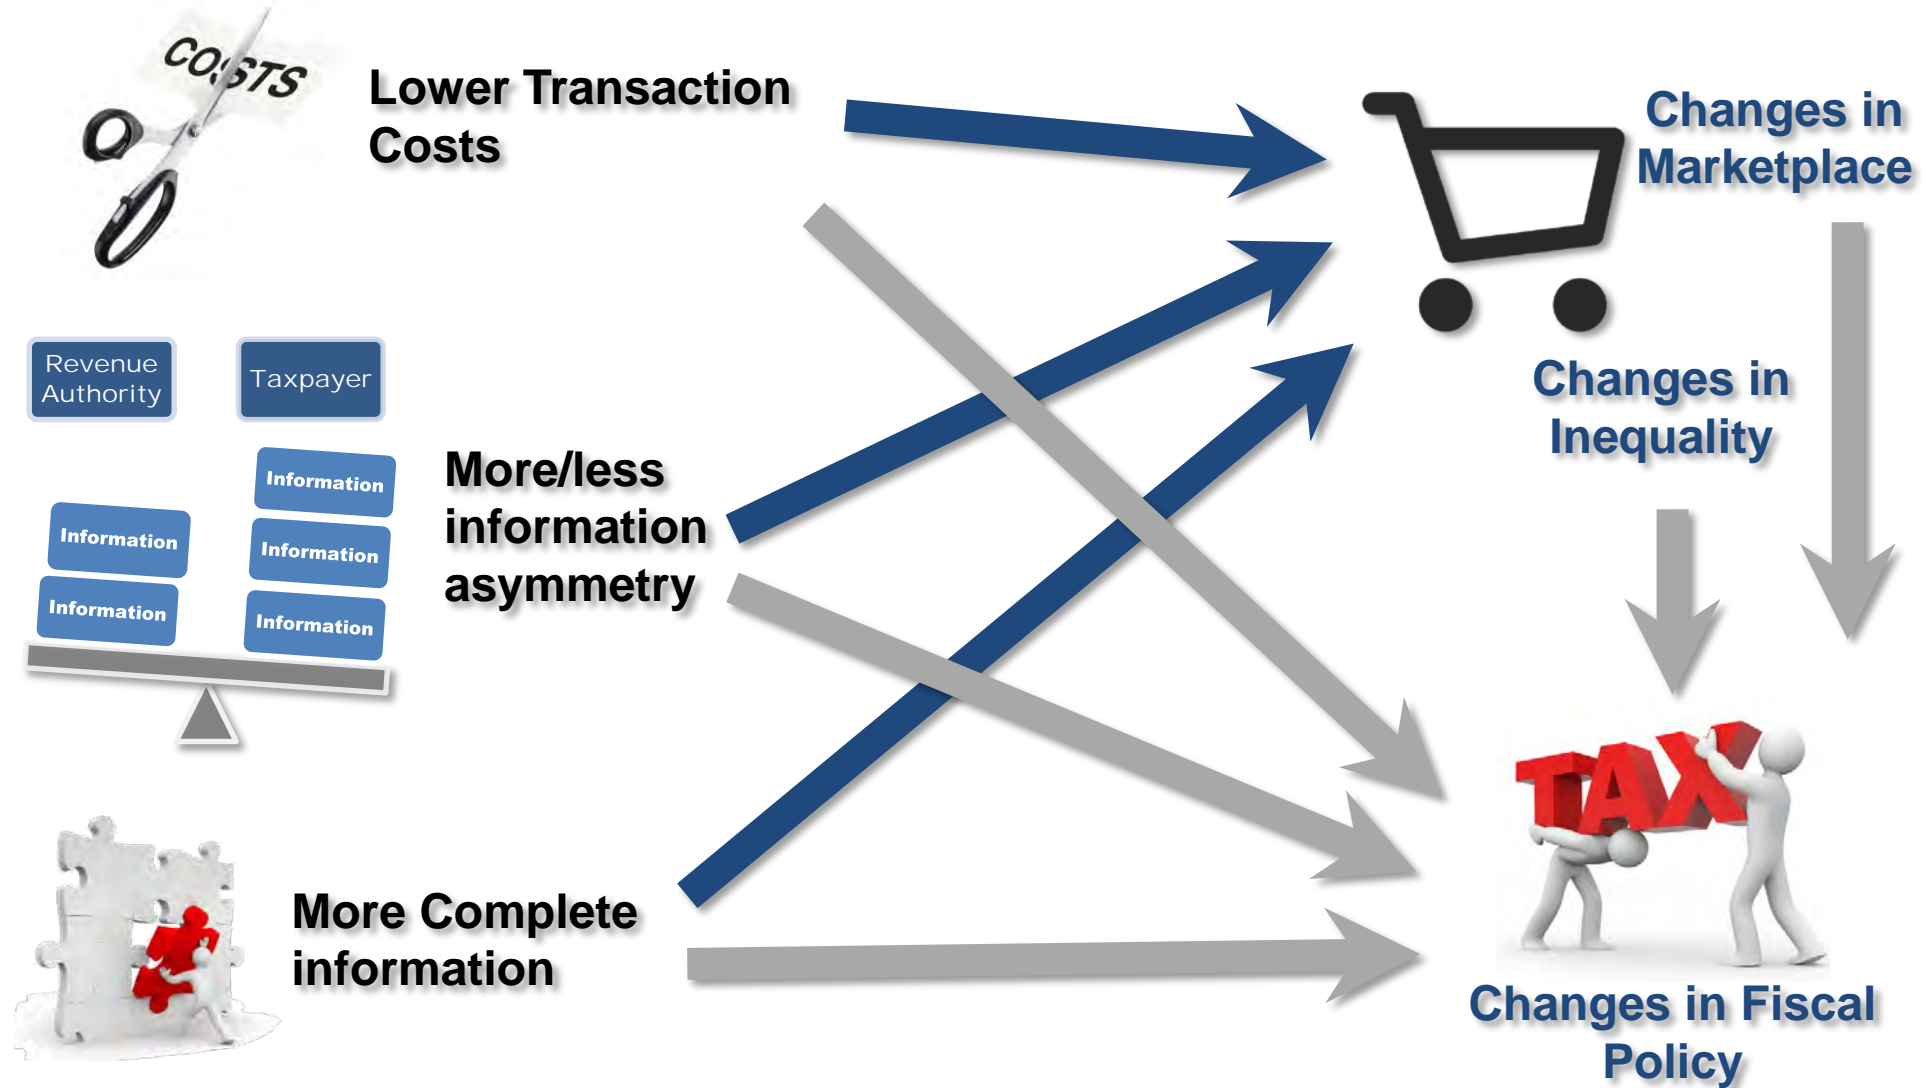 COSTS
Lower Transaction
Costs
Changes in
Marketplace
Revenue
Authority
Taxpayer
Changes in
Inequality
More/less
information
asymmetry
Information
Information
Information
Information
Information
TAX
More Complete
information
Changes in Fiscal
Policy